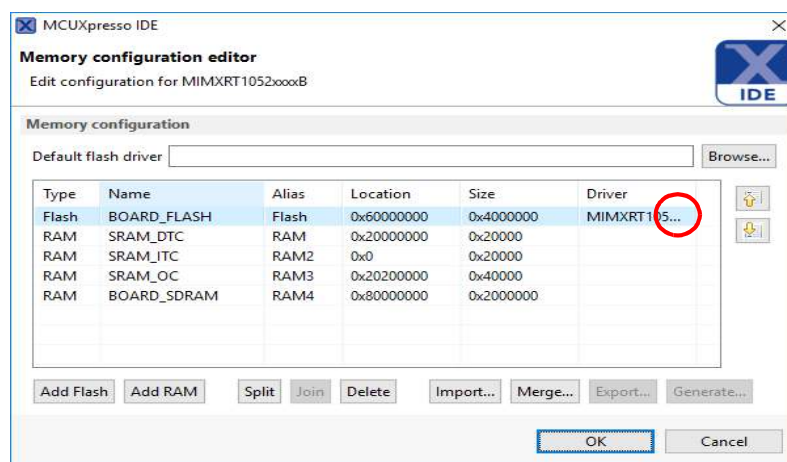 MCUXpresso IDE
Memory configuration editor
Edit configuration for MIMXRT1052xxxxB
IDE
Memory configuration
Default flash driver Browse...
Type Name Alias Location Size Driver
Flash BOARD_FLASH Flash 0x60000000 0x4000000 MIMXRT105...
RAM SRAM_DTC RAM 0x20000000 0x20000
RAM SRAM_ITC RAM2 0x0 0x20000
RAM SRAM_OC RAM3 0x20200000 0x40000
RAM BOARD_SDRAM RAM4 0x80000000 0x2000000
Add Flash Add RAM Split Join Delete Import... Merge... Export... Generate...
OK Cancel